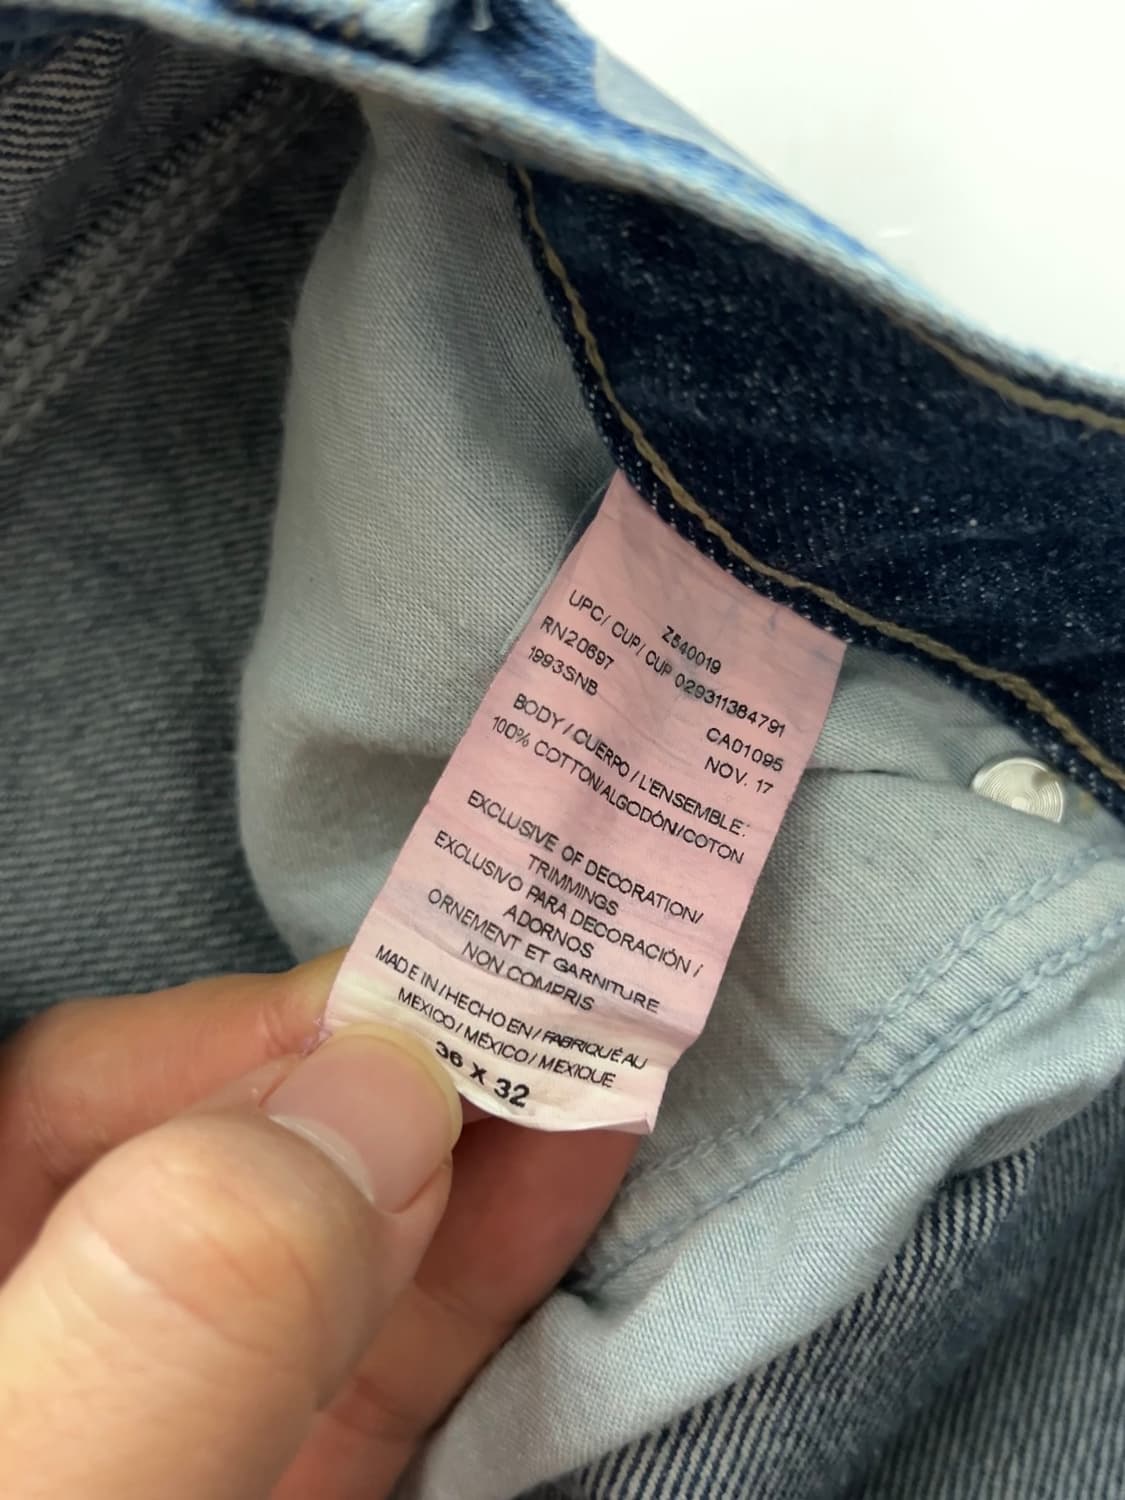 Z640019
UPC/ CUP/ CUP 029311384791
RN20697 CA01095
1993SNB NOV. 17
BODY / CUERPO / L'ENSEMBLE:
100% COTTON/ALGODÓN/COTON
EXCLUSIVE OF DECORATION/
TRIMMINGS
EXCLUSIVO PARA DECORACIÓN /
ADORNOS
ORNEMENT ET GARNITURE
NON COMPRIS
MADE IN / HECHO EN / FABRIQUÉ AU
MEXICO / MÉXICO / MEXIQUE
36 X 32